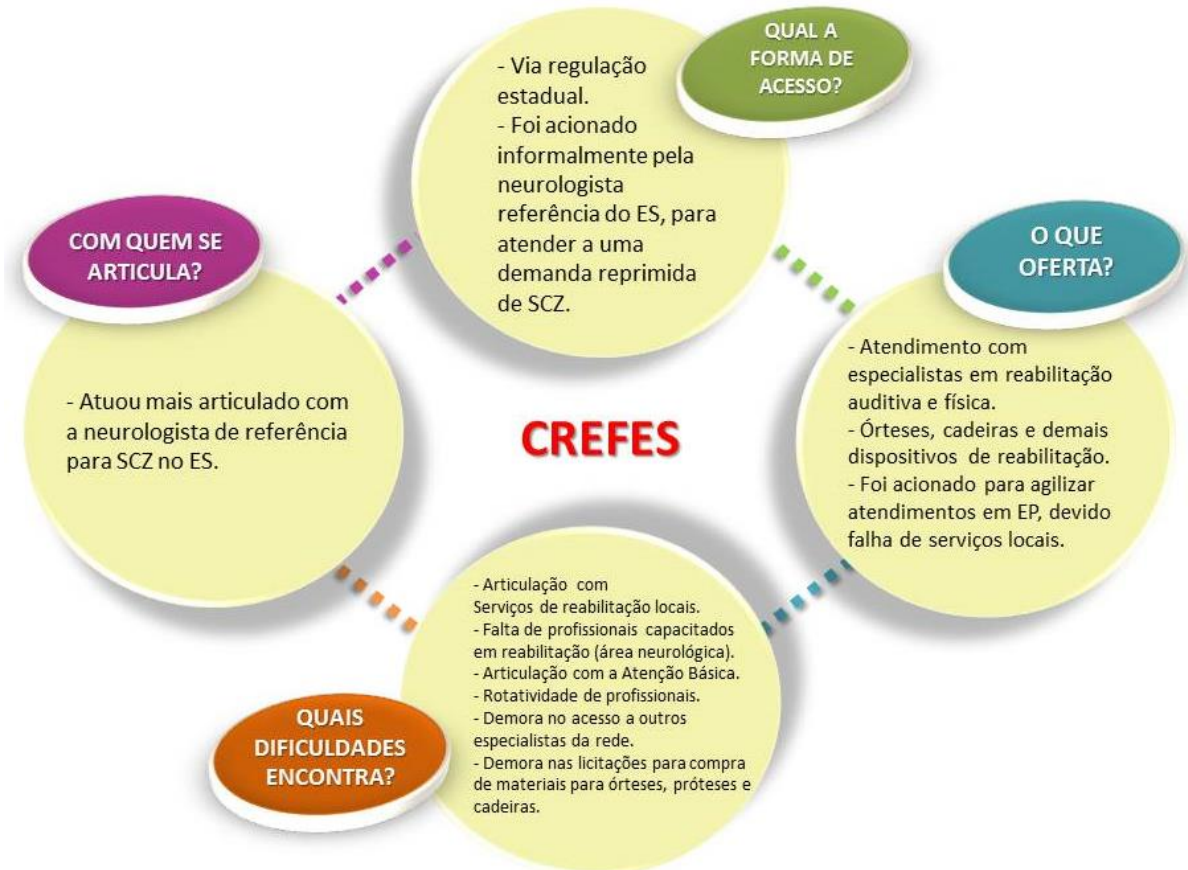 QUAL A
FORMA DE
ACESSO?
- Via regulação
estadual.
- Foi acionado
informalmente pela
neurologista
referência do ES, para
atender a uma
demanda reprimida
de SCZ.
COM QUEM SE
ARTICULA?
- Atuou mais articulado com
a neurologista de referência
para SCZ no ES.
CREFES
O QUE
OFERTA?
- Atendimento com
especialistas em reabilitação
auditiva e física.
- Órteses, cadeiras e demais
dispositivos de reabilitação.
- Foi acionado para agilizar
atendimentos em EP, devido
falha de serviços locais.
QUAIS
DIFICULDADES
ENCONTRA?
- Articulação com
Serviços de reabilitação locais.
- Falta de profissionais capacitados
em reabilitação (área neurológica).
- Articulação com a Atenção Básica.
- Rotatividade de profissionais.
- Demora no acesso a outros
especialistas da rede.
- Demora nas licitações para compra
de materiais para órteses, próteses e
cadeiras.